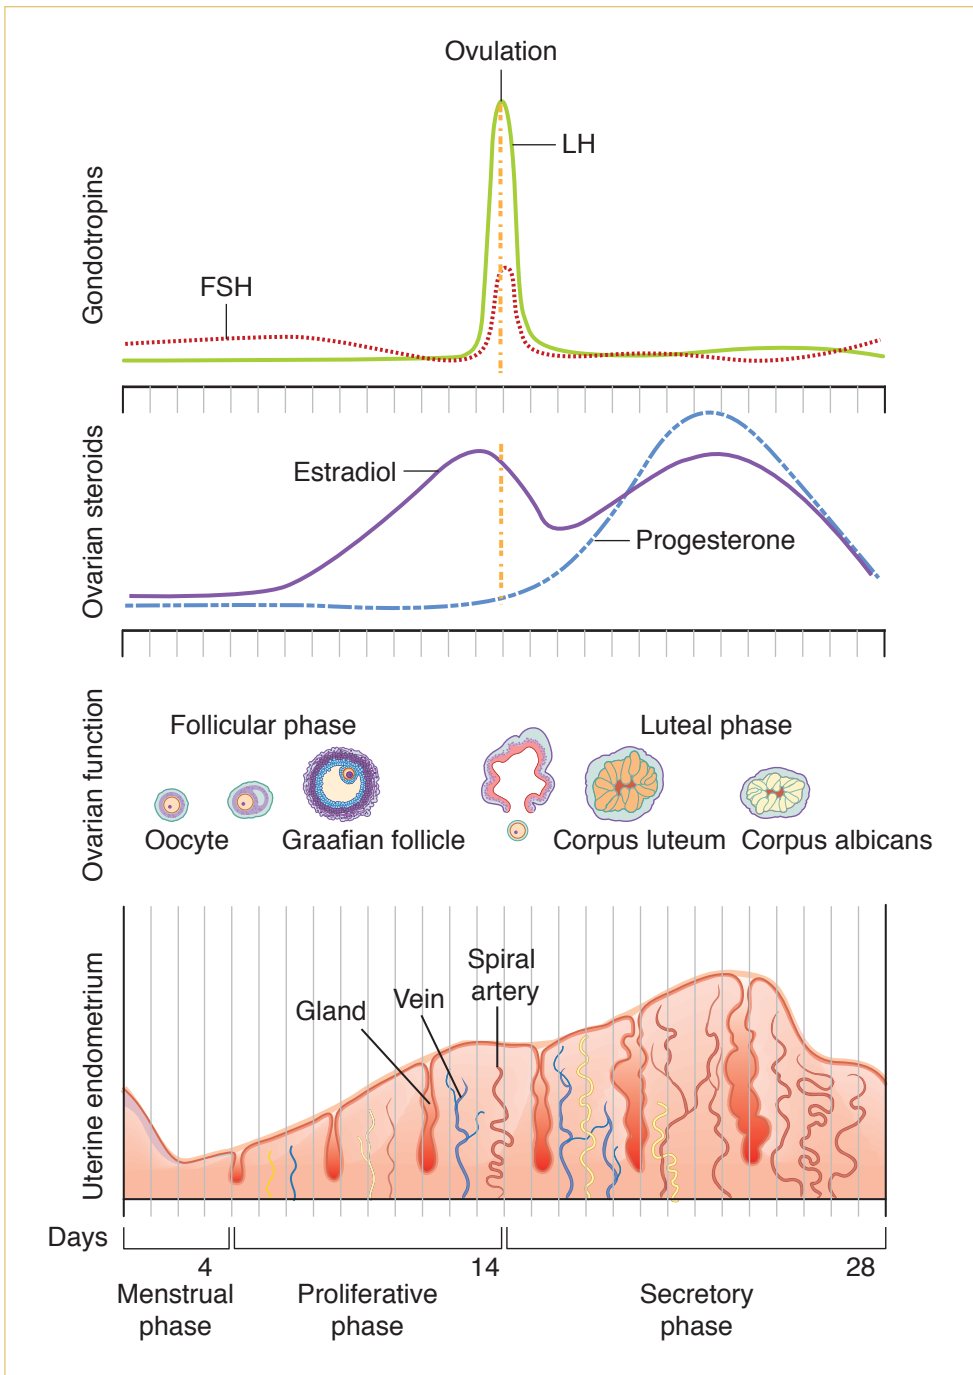 Ovulation
LH
FSH
Gondotropins
Estradiol
Progesterone
Ovarian steroids
Follicular phase
Luteal phase
Oocyte
Graafian follicle
Corpus luteum
Corpus albicans
Ovarian function
Spiral
artery
Vein
Gland
Uterine endometrium
Days
4
14
28
Menstrual
phase
Proliferative
phase
Secretory
phase